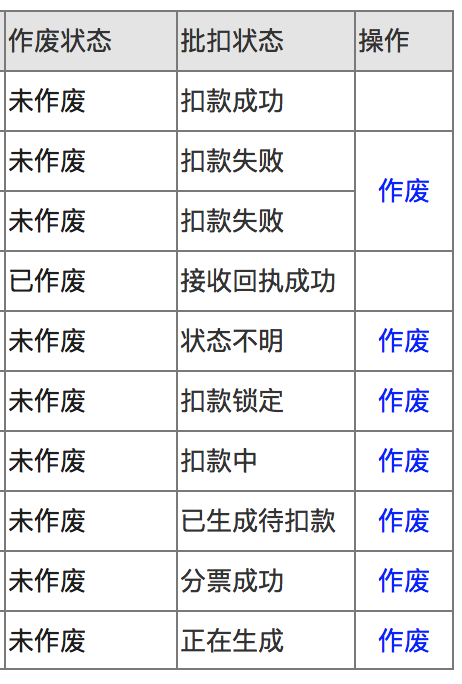 作废状态 批扣状态 操作
未作废 扣款成功
未作废 扣款失败 作废
未作废 扣款失败
已作废 接收回执成功
未作废 状态不明 作废
未作废 扣款锁定 作废
未作废 扣款中 作废
未作废 已生成待扣款 作废
未作废 分票成功 作废
未作废 正在生成 作废